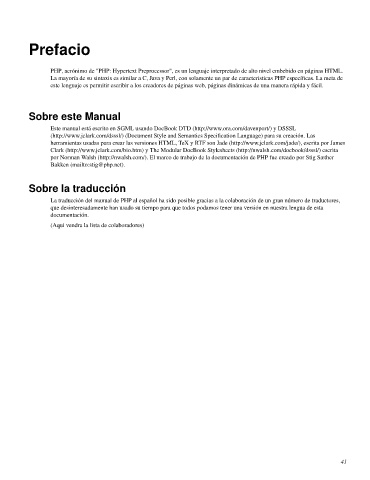 Prefacio
PHP, acrónimo de "PHP: Hypertext Preprocessor", es un lenguaje interpretado de alto nivel embebido en páginas HTML.
La mayoría de su sintaxis es similar a C, Java y Perl, con solamente un par de características PHP específicas. La meta de
este lenguaje es permitir escribir a los creadores de páginas web, páginas dinámicas de una manera rápida y fácil.
Sobre este Manual
Este manual está escrito en SGML usando DocBook DTD (http://www.ora.com/davenport/) y DSSSL
(http://www.jclark.com/dsssl/) (Document Style and Semantics Specification Language) para su creación. Las
herramientas usadas para crear las versiones HTML, TeX y RTF son Jade (http://www.jclark.com/jade/), escrita por James
Clark (http://www.jclark.com/bio.htm) y The Modular DocBook Stylesheets (http://nwalsh.com/docbook/dsssl/) escrita
por Norman Walsh (http://nwalsh.com/). El marco de trabajo de la documentación de PHP fue creado por Stig Sæther
Bakken (mailto:stig@php.net).
Sobre la traducción
La traducción del manual de PHP al español ha sido posible gracias a la colaboración de un gran número de traductores,
que desinteresadamente han usado su tiempo para que todos podamos tener una versión en nuestra lengua de esta
documentación.
(Aqui vendra la lista de colaboradores)
41